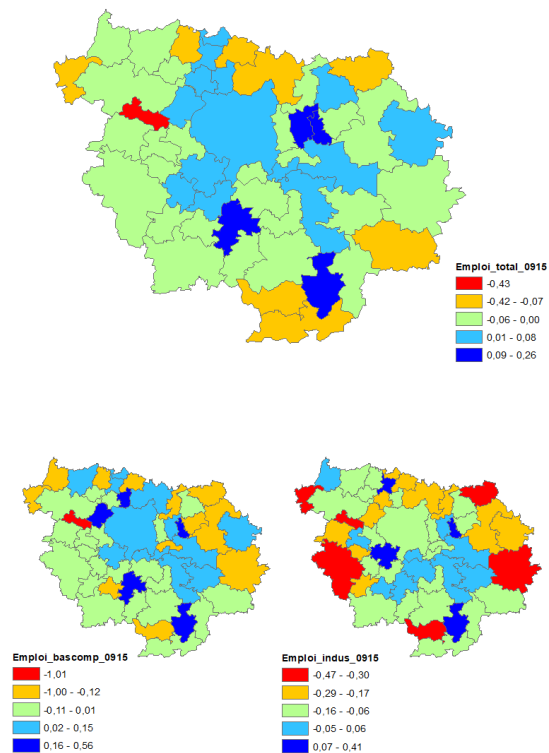 Emploi_total_0915
-0,43
-0,42 - -0,07
-0,06 - 0,00
0,01 - 0,08
0,09 - 0,26
Emploi_bascomp_0915
-1,01
-1,00 - -0,12
-0,11 - 0,01
0,02 - 0,15
0,16 - 0,56
Emploi_indus_0915
-0,47 - -0,30
-0,29 - -0,17
-0,16 - -0,06
-0,05 - 0,06
0,07 - 0,41